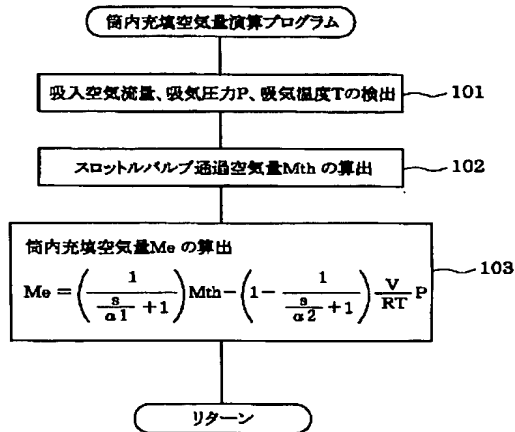 筒内充填空気量演算プログラム
吸入空気流量、吸気圧力P、吸気温度Tの検出
101
スロットルバルブ通過空気量Mth の算出
102
筒内充填空気量Me の算出
Me = (1/(s/α1 +1))Mth−(1−1/(s/α2 +1))V/RT P
103
リターン